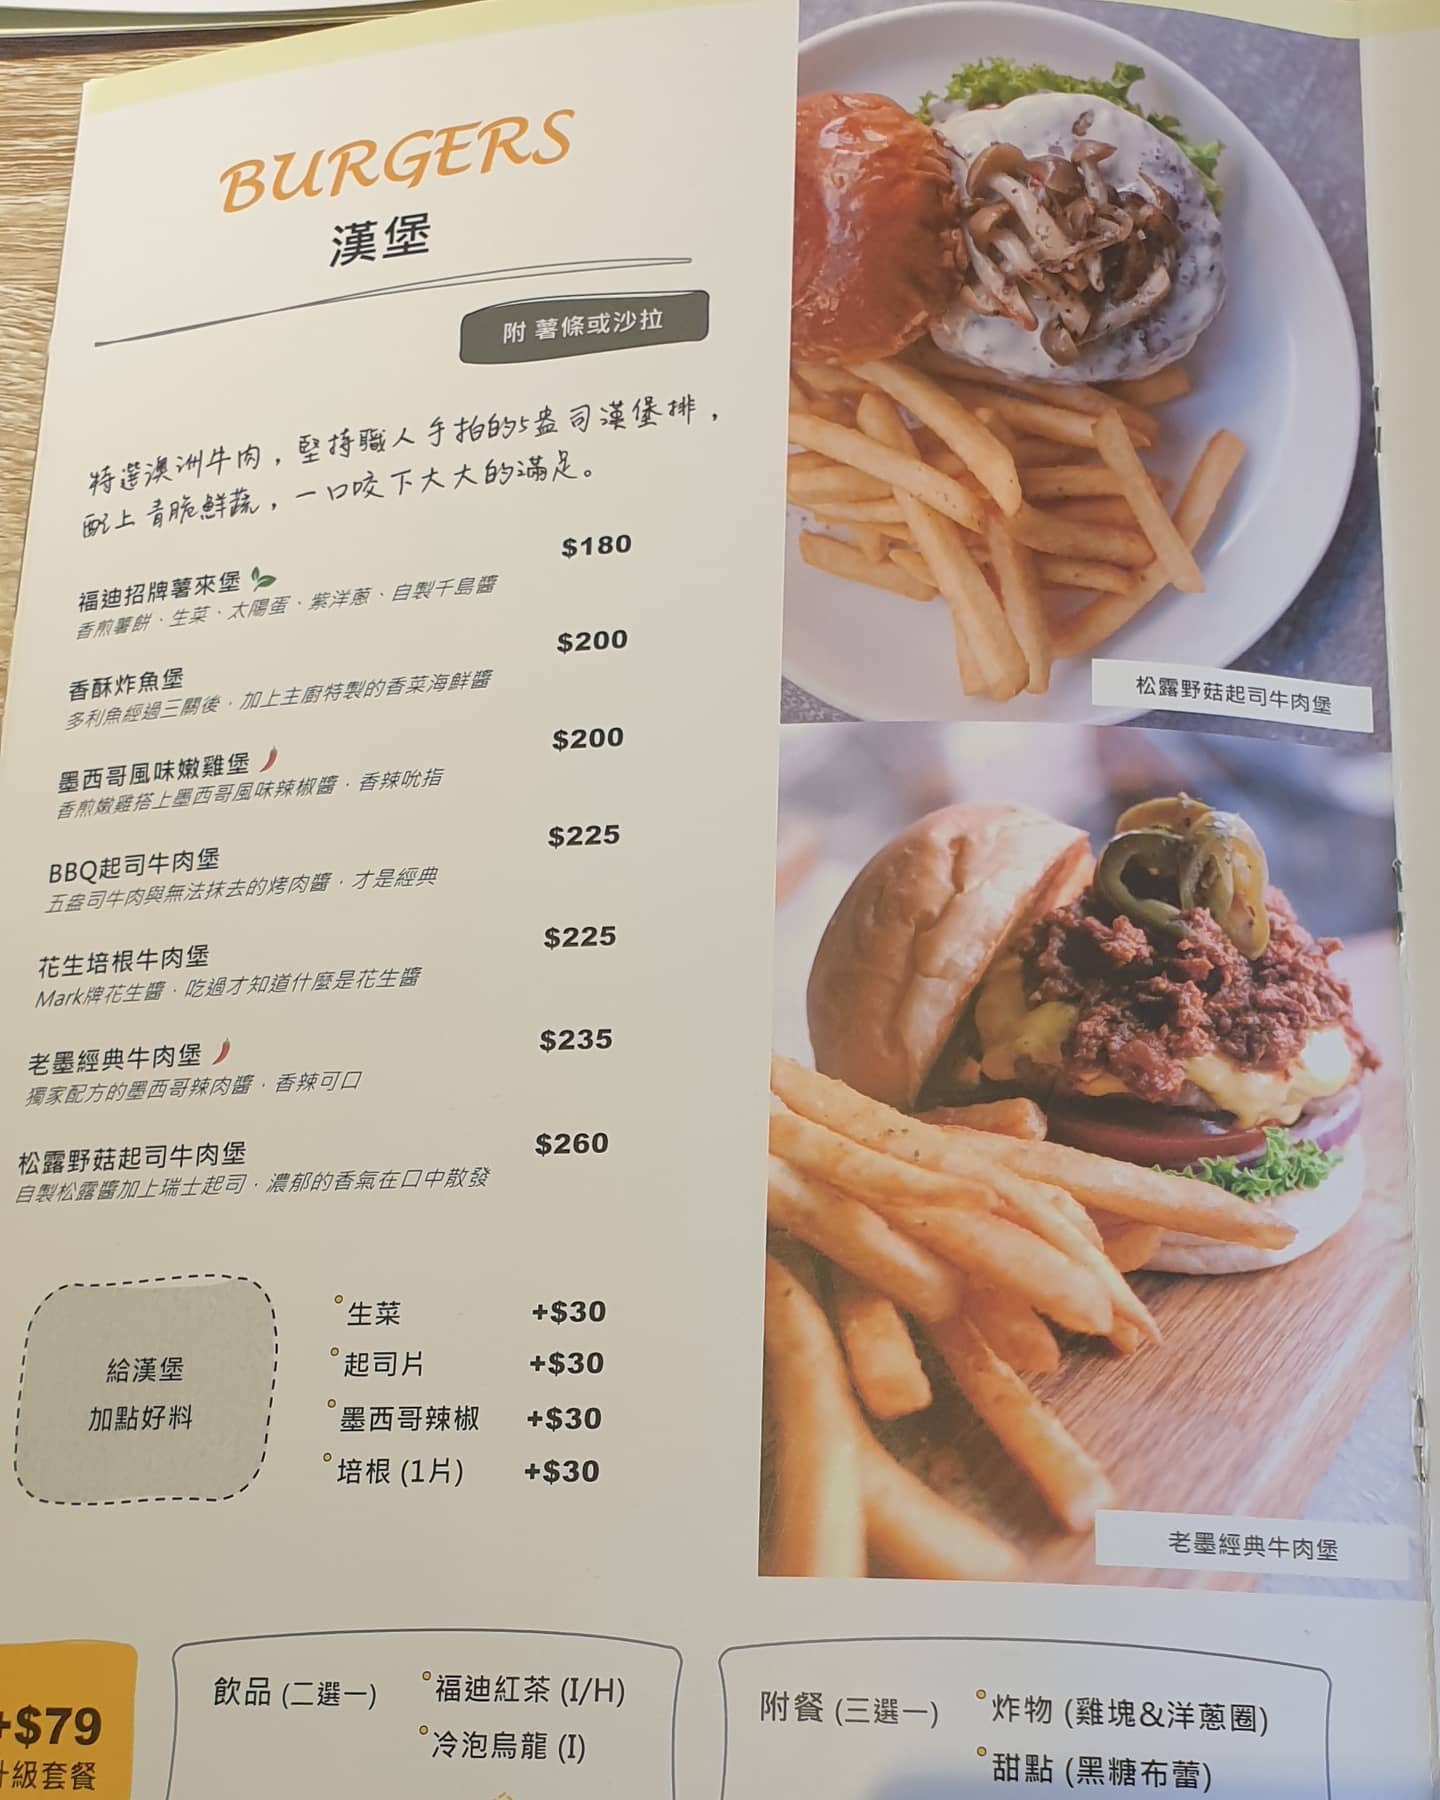 BURGERS
漢堡
附 薯條或沙拉
特選澳洲牛肉，堅持職人手拍的5盎司漢堡排，
配上青脆鮮蔬，一口咬下大大的滿足。
福迪招牌薯來堡 $180
香煎薯餅、生菜、太陽蛋、紫洋蔥、自製千島醬
香酥炸魚堡 $200
多利魚經過三關後，加上主廚特製的香菜海鮮醬
墨西哥風味嫩雞堡 $200
香煎嫩雞搭上墨西哥風味辣椒醬，香辣吮指
BBQ起司牛肉堡 $225
五盎司牛肉與無法抹去的烤肉醬，才是經典
花生培根牛肉堡 $225
Mark牌花生醬，吃過才知道什麼是花生醬
老墨經典牛肉堡 $235
獨家配方的墨西哥辣肉醬，香辣可口
松露野菇起司牛肉堡 $260
自製松露醬加上瑞士起司，濃郁的香氣在口中散發
給漢堡
加點好料
生菜 +$30
起司片 +$30
墨西哥辣椒 +$30
培根 (1片) +$30
松露野菇起司牛肉堡
老墨經典牛肉堡
+$79
升級套餐
飲品 (二選一)
福迪紅茶 (I/H)
冷泡烏龍 (I)
附餐 (三選一)
炸物 (雞塊&洋蔥圈)
甜點 (黑糖布蕾)